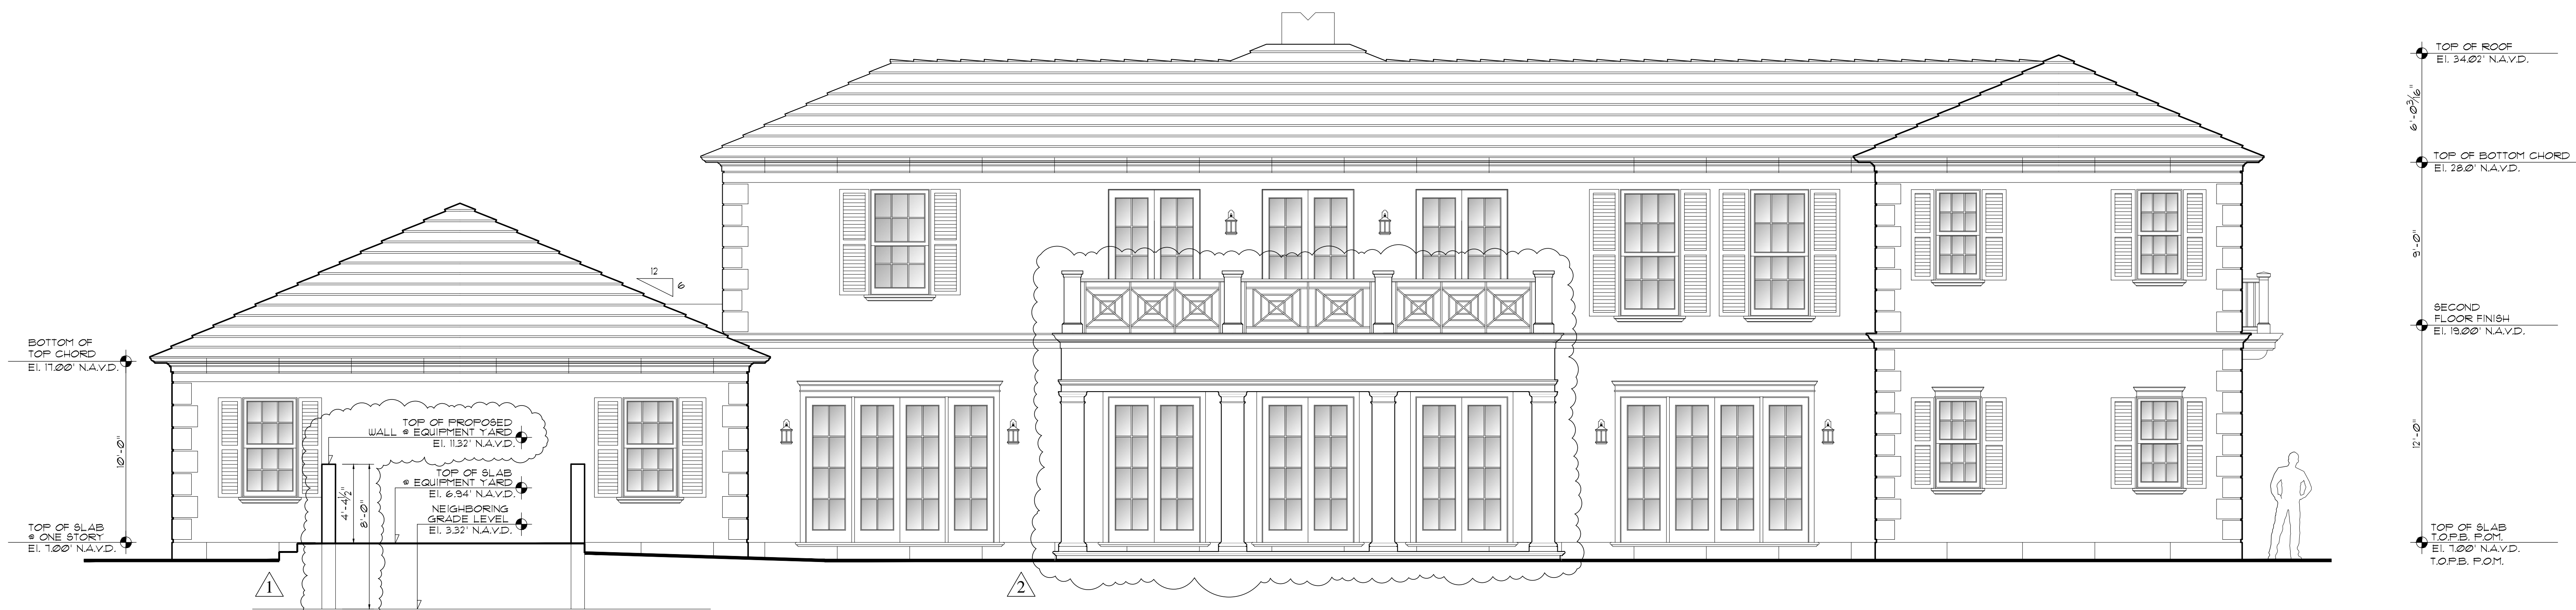 TOP OF ROOF
El. 34.02' N.A.V.D.
6'-0 3/16"
TOP OF BOTTOM CHORD
El. 28.0' N.A.V.D.
9'-0"
SECOND
FLOOR FINISH
El. 19.00' N.A.V.D.
12'-0"
TOP OF SLAB
T.O.P.B. P.O.M.
El. 7.00' N.A.V.D.
T.O.P.B. P.O.M.
12
6
BOTTOM OF
TOP CHORD
El. 17.00' N.A.V.D.
10'-0"
TOP OF SLAB
@ ONE STORY
El. 7.00' N.A.V.D.
TOP OF PROPOSED
WALL @ EQUIPMENT YARD
El. 11.32' N.A.V.D.
TOP OF SLAB
@ EQUIPMENT YARD
El. 6.94' N.A.V.D.
NEIGHBORING
GRADE LEVEL
El. 3.32' N.A.V.D.
4'-4 1/2"
8'-0"
1
2